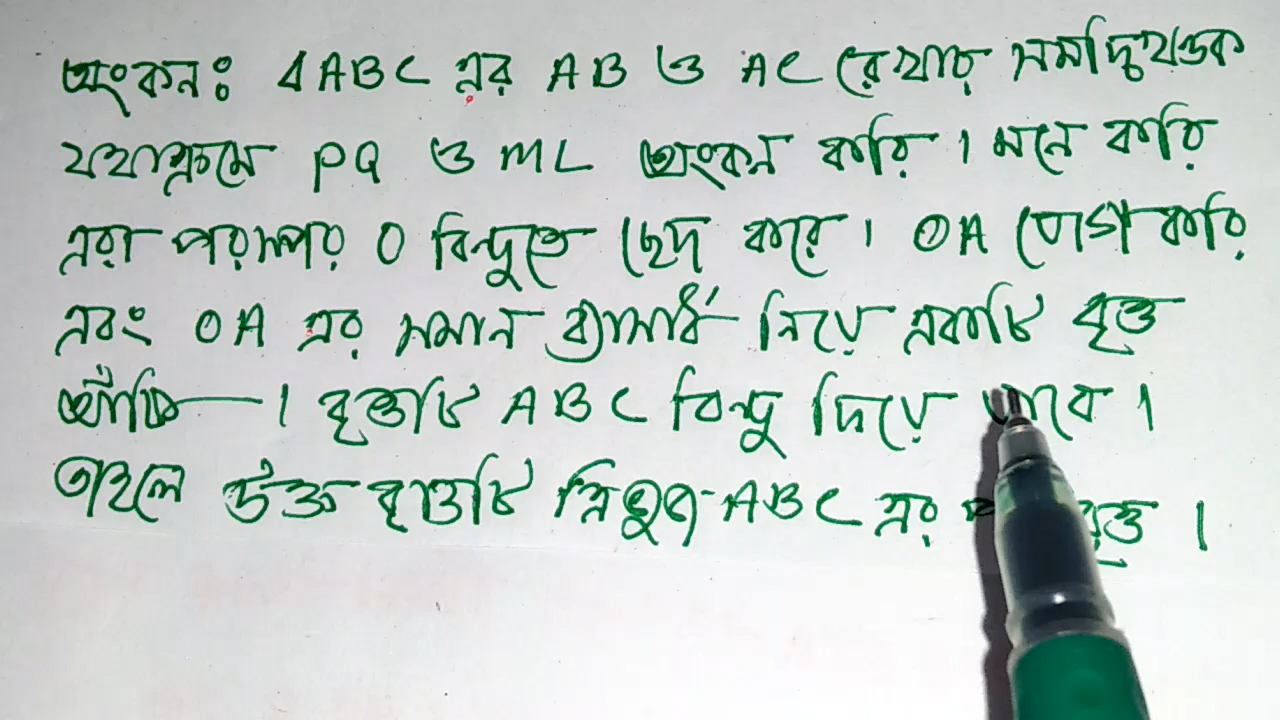 অংকন: ∆ABC এর AB ও AC রেখার সমদ্বিখণ্ডক
যথাক্রমে PQ ও ML অংকন করি । মনে করি
এরা পরস্পর O বিন্দুতে ছেদ করে । OA যোগ করি
এবং OA এর সমান ব্যাসার্ধ নিয়ে একটি বৃত্ত
আঁকি । বৃত্তটি ABC বিন্দু দিয়ে যাবে ।
তাহলে উক্ত বৃত্তটি ত্রিভুজ ABC এর ।